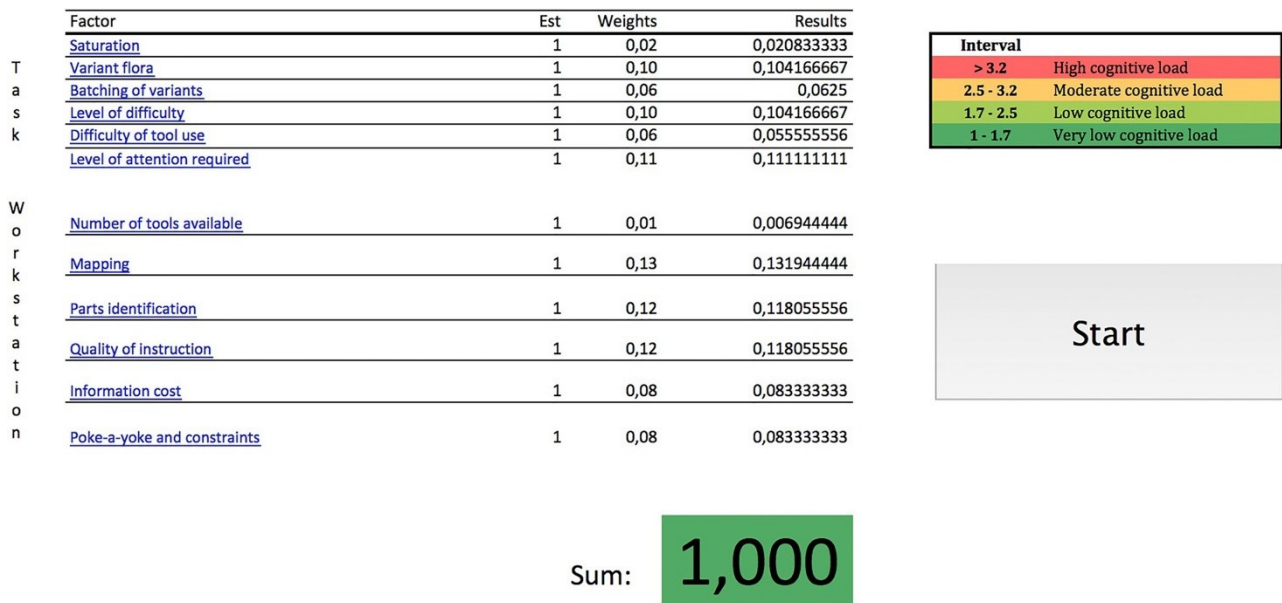 Factor Est Weights Results
Saturation 1 0,02 0,020833333
Variant flora 1 0,10 0,104166667
Batching of variants 1 0,06 0,0625
Level of difficulty 1 0,10 0,104166667
Difficulty of tool use 1 0,06 0,055555556
Level of attention required 1 0,11 0,111111111
Task
Number of tools available 1 0,01 0,006944444
Mapping 1 0,13 0,131944444
Parts identification 1 0,12 0,118055556
Quality of instruction 1 0,12 0,118055556
Information cost 1 0,08 0,083333333
Poke-a-yoke and constraints 1 0,08 0,083333333
Workstation
Sum: 1,000
Interval
> 3.2 High cognitive load
2.5 - 3.2 Moderate cognitive load
1.7 - 2.5 Low cognitive load
1 - 1.7 Very low cognitive load
Start